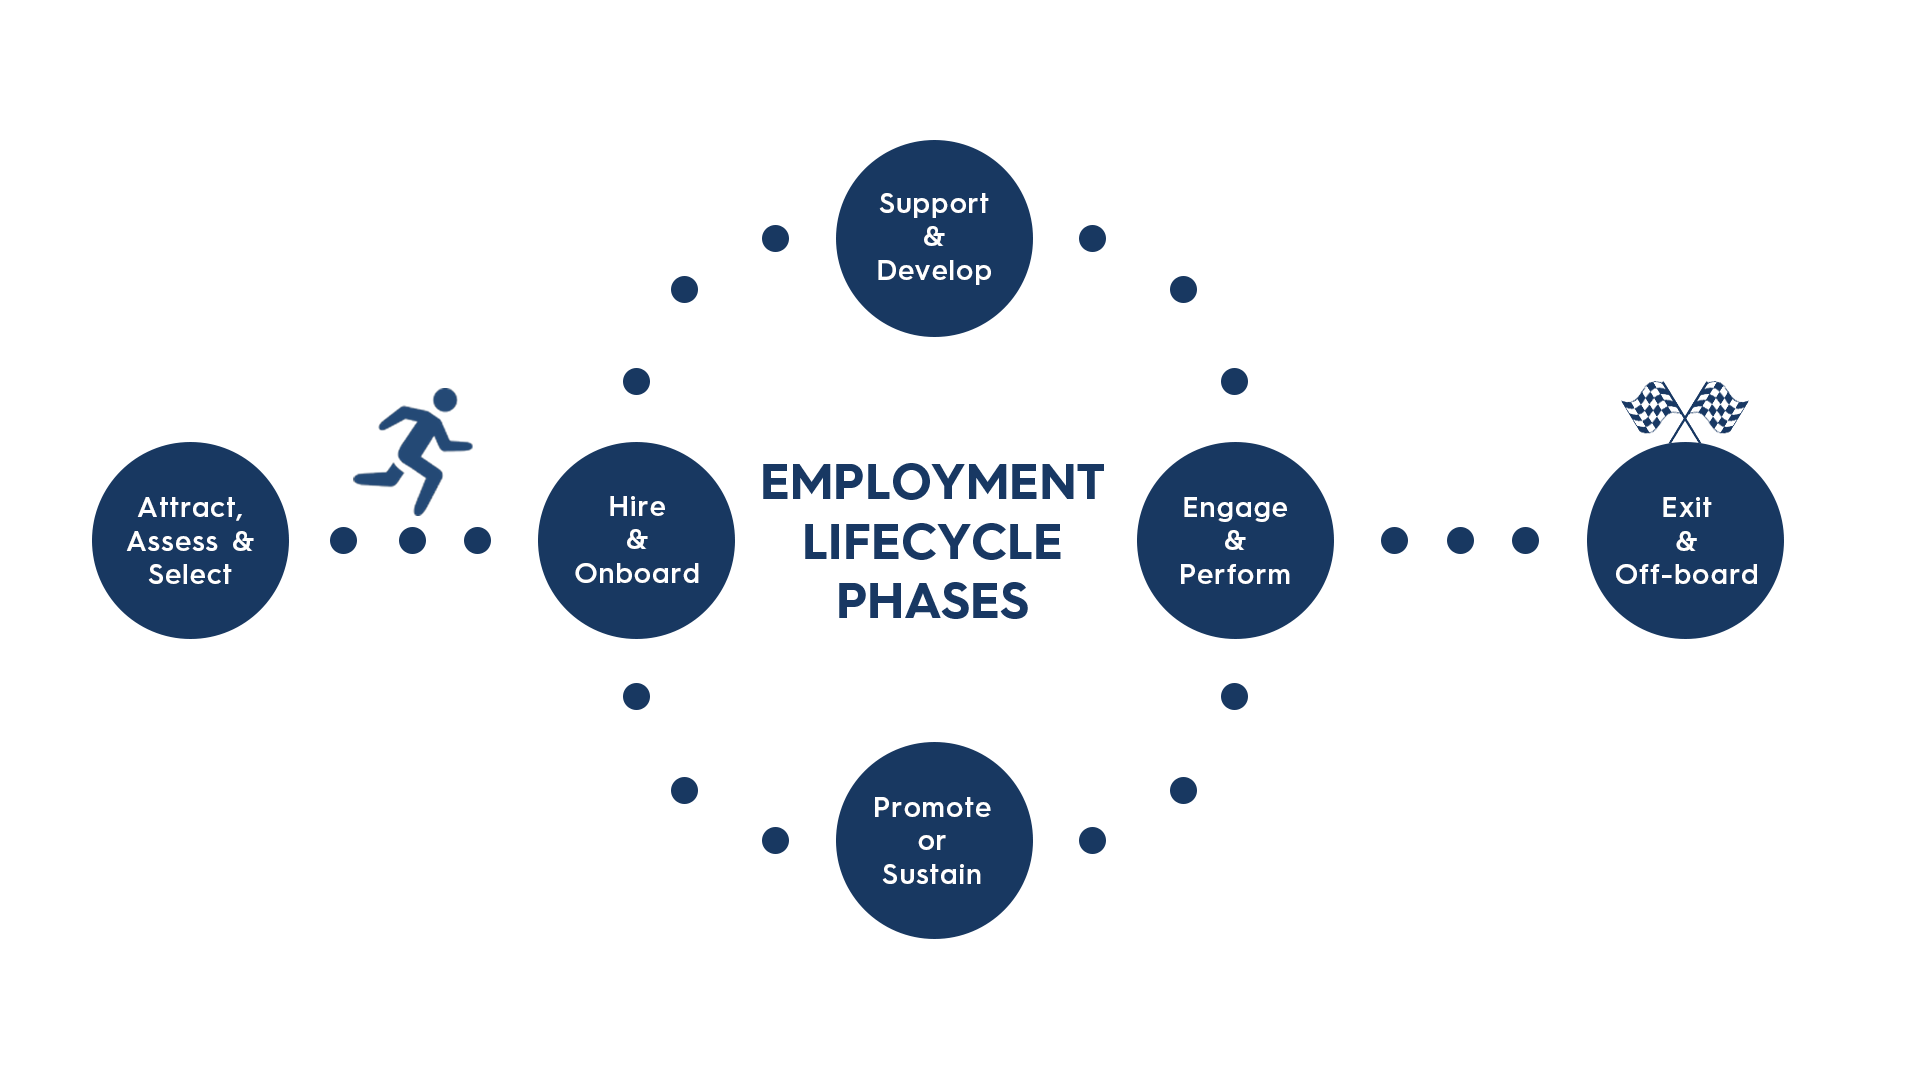 Support
&
Develop
Attract,
Assess &
Select
Hire
&
Onboard
EMPLOYMENT
LIFECYCLE
PHASES
Engage
&
Perform
Exit
&
Off-board
Promote
or
Sustain